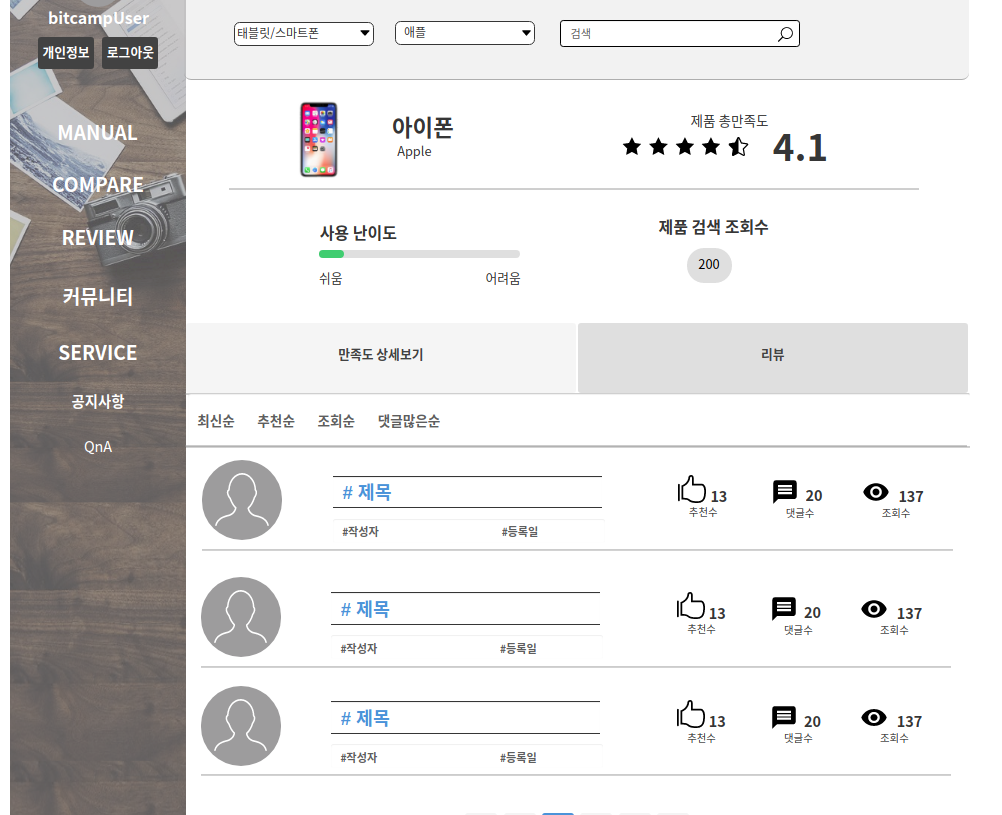 bitcampUser
개인정보 로그아웃
MANUAL
COMPARE
REVIEW
커뮤니티
SERVICE
공지사항
QnA
태블릿/스마트폰 애플 검색
아이폰
Apple
제품 총만족도
4.1
사용 난이도
쉬움 어려움
제품 검색 조회수
200
만족도 상세보기 리뷰
최신순 추천순 조회순 댓글많은순
# 제목
#작성자 #등록일
13 20 137
추천수 댓글수 조회수
# 제목
#작성자 #등록일
13 20 137
추천수 댓글수 조회수
# 제목
#작성자 #등록일
13 20 137
추천수 댓글수 조회수